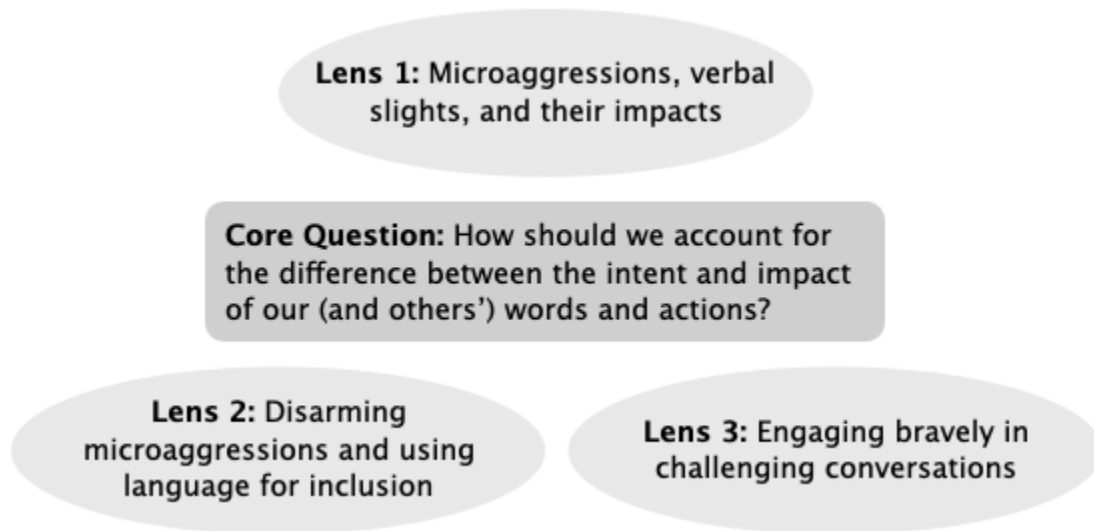 Lens 1: Microaggressions, verbal
slights, and their impacts
Core Question: How should we account for
the difference between the intent and impact
of our (and others’) words and actions?
Lens 2: Disarming
microaggressions and using
language for inclusion
Lens 3: Engaging bravely in
challenging conversations